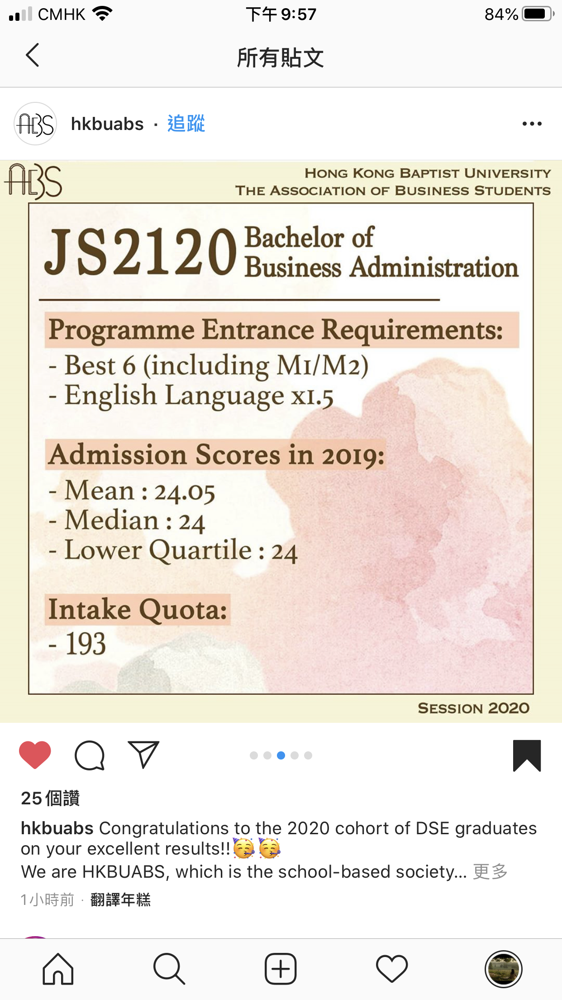 CMHK 下午 9:57 84%
所有貼文
ABS hkbuabs · 追蹤
ABS
HONG KONG BAPTIST UNIVERSITY
THE ASSOCIATION OF BUSINESS STUDENTS
JS2120 Bachelor of
Business Administration
Programme Entrance Requirements:
- Best 6 (including M1/M2)
- English Language x1.5
Admission Scores in 2019:
- Mean : 24.05
- Median : 24
- Lower Quartile : 24
Intake Quota:
- 193
SESSION 2020
25 個讚
hkbuabs Congratulations to the 2020 cohort of DSE graduates
on your excellent results!!🥳🥳
We are HKBUABS, which is the school-based society... 更多
1 小時前 · 翻譯年糕